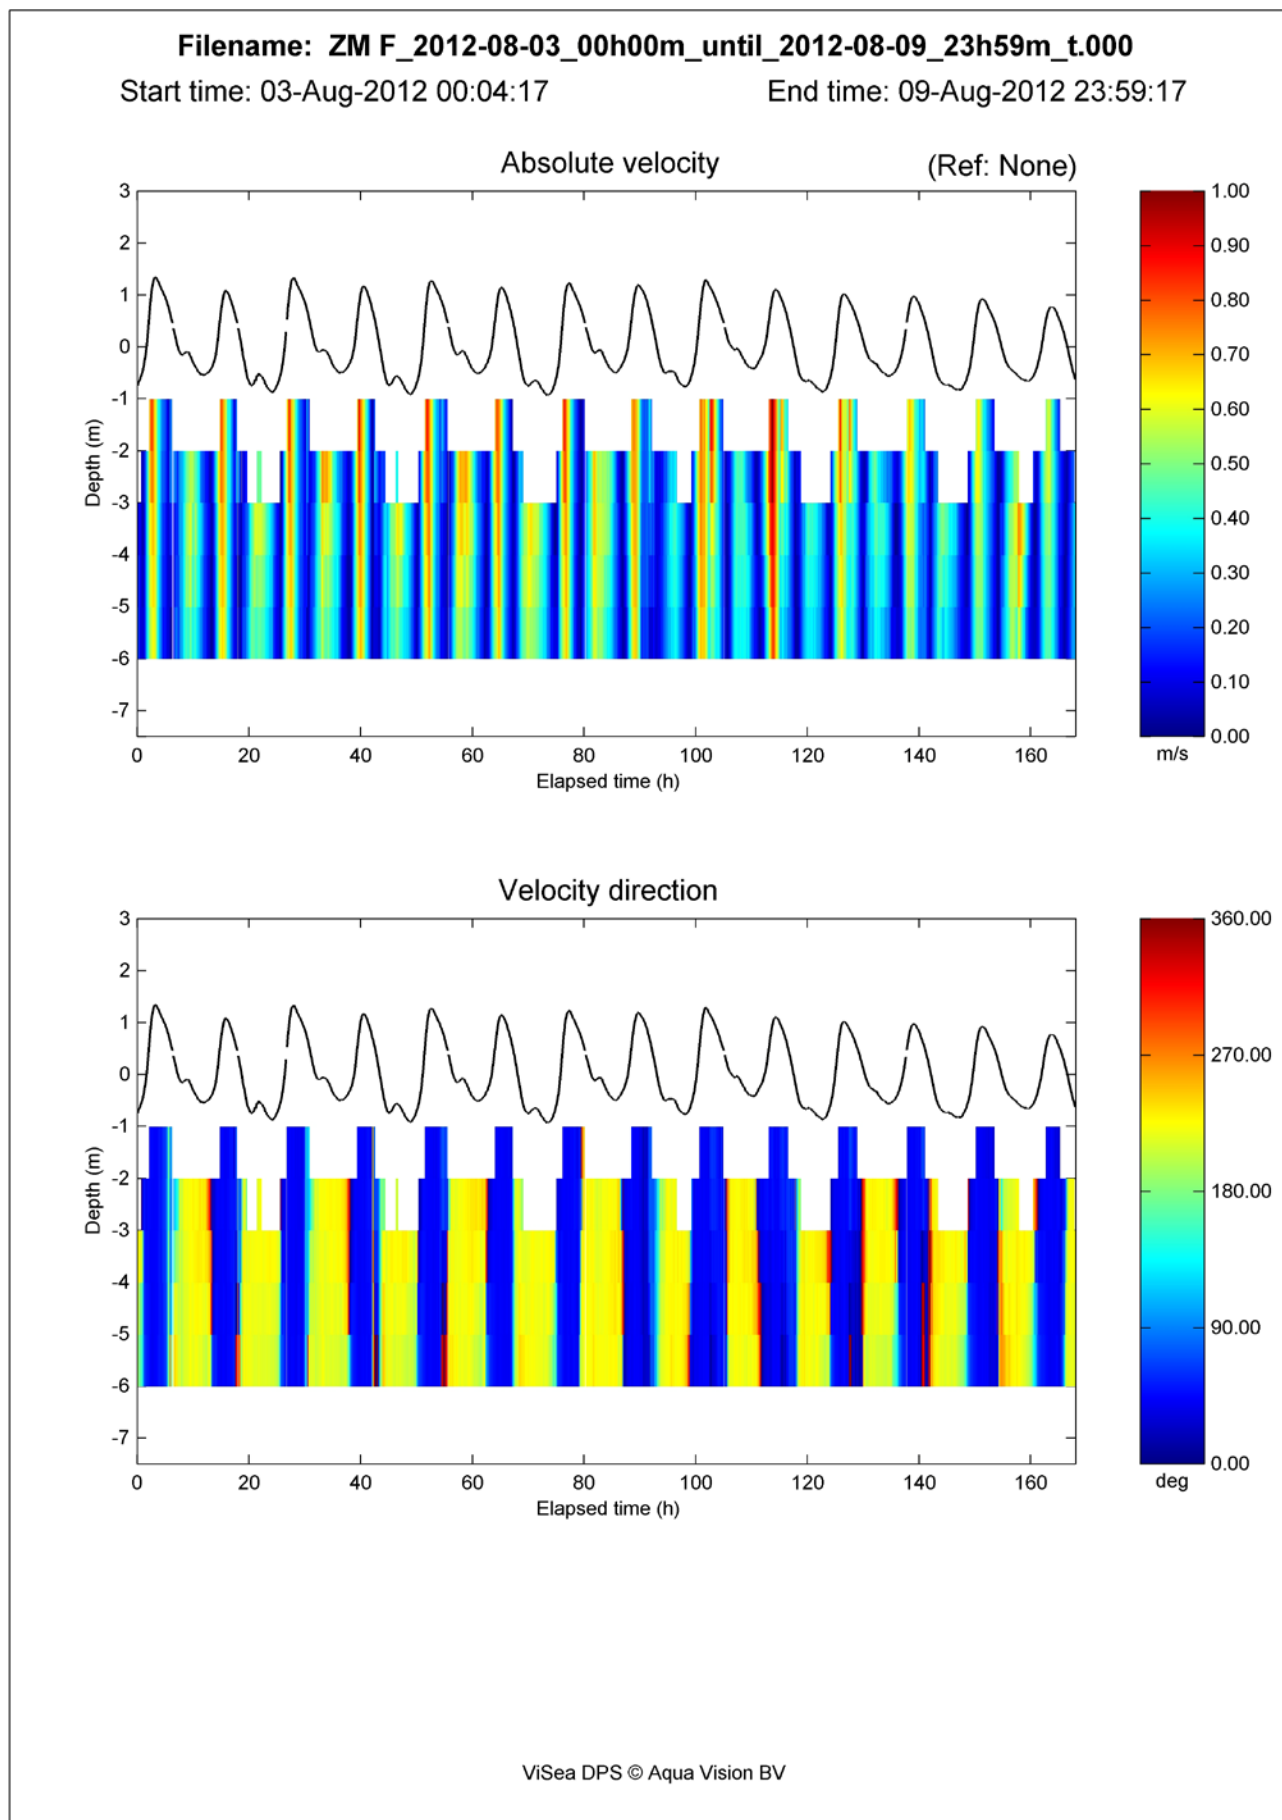 Filename: ZM F_2012-08-03_00h00m_until_2012-08-09_23h59m_t.000
Start time: 03-Aug-2012 00:04:17 End time: 09-Aug-2012 23:59:17
Absolute velocity (Ref: None)
3
2
1
0
-1
-2
-3
-4
-5
-6
-7
Depth (m)
0 20 40 60 80 100 120 140 160
Elapsed time (h)
1.00
0.90
0.80
0.70
0.60
0.50
0.40
0.30
0.20
0.10
0.00
m/s
Velocity direction
3
2
1
0
-1
-2
-3
-4
-5
-6
-7
Depth (m)
0 20 40 60 80 100 120 140 160
Elapsed time (h)
360.00
270.00
180.00
90.00
0.00
deg
ViSea DPS © Aqua Vision BV